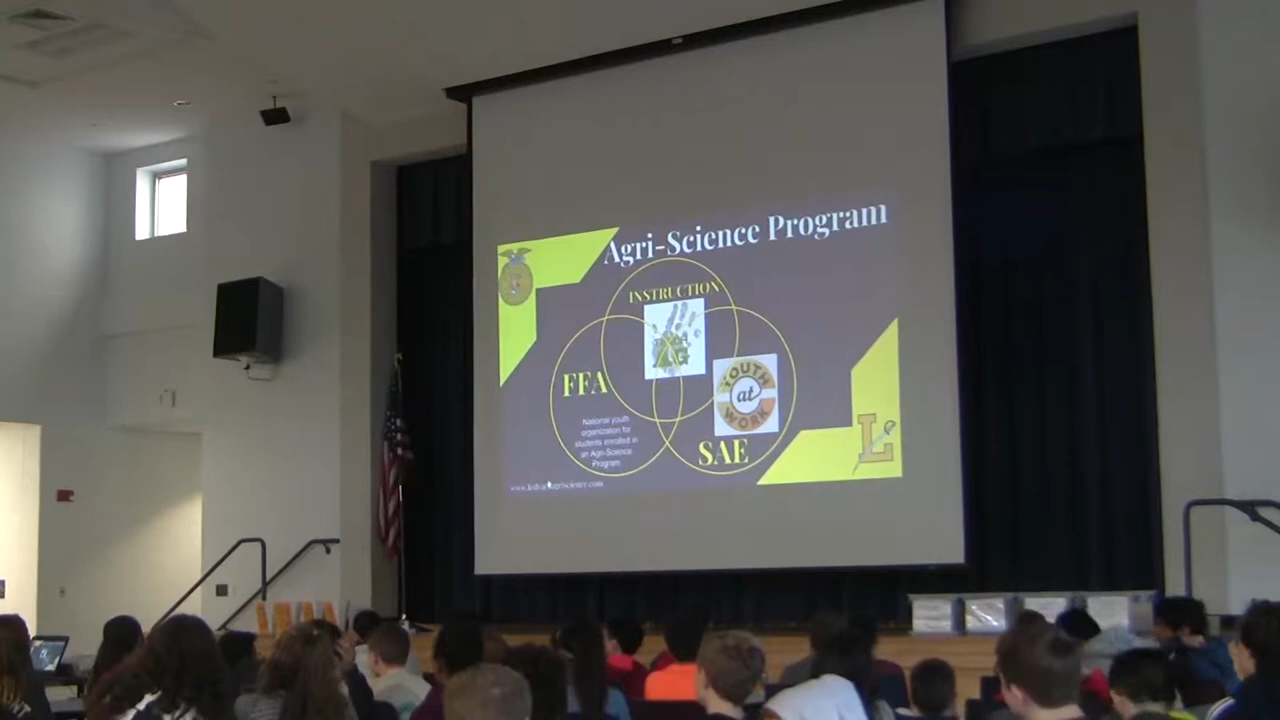 Agri-Science Program
INSTRUCTION
AG
YOUTH
at
WORK
FFA
National youth
organization for
students enrolled in
an Agri-Science
Program
SAE
L